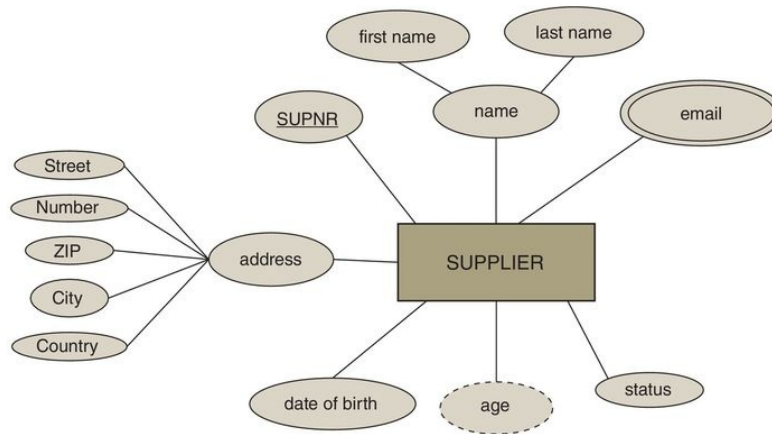 first name
last name
SUPNR
name
email
Street
Number
ZIP
City
Country
address
SUPPLIER
date of birth
age
status